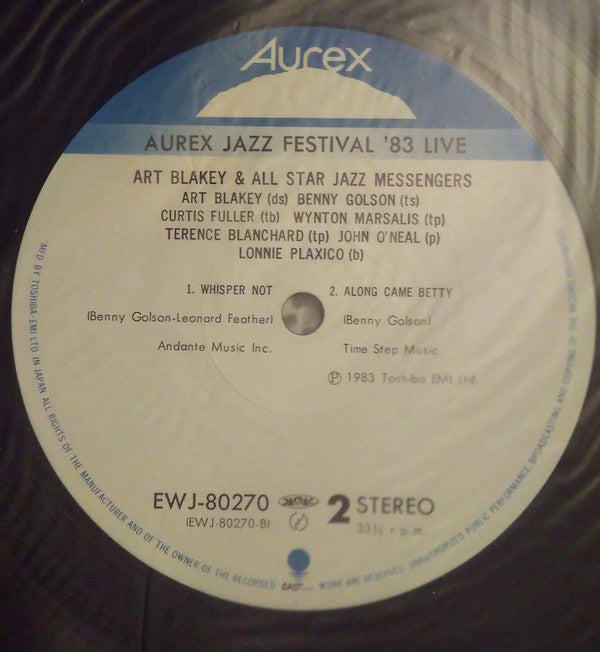 Aurex
AUREX JAZZ FESTIVAL '83 LIVE
ART BLAKEY & ALL STAR JAZZ MESSENGERS
ART BLAKEY (ds) BENNY GOLSON (ts)
CURTIS FULLER (tb) WYNTON MARSALIS (tp)
TERENCE BLANCHARD (tp) JOHN O'NEAL (p)
LONNIE PLAXICO (b)
1. WHISPER NOT
(Benny Golson-Leonard Feather)
Andante Music Inc.
2. ALONG CAME BETTY
(Benny Golson)
Time Step Music
Ⓟ 1983 Toshiba EMI Ltd.
EWJ-80270
(EWJ-80270-B)
JASRAC
2 STEREO
33⅓ r.p.m.
EAST
MFD BY TOSHIBA EMI LTD. IN JAPAN ALL RIGHTS OF THE MANUFACTURER AND OF THE OWNER OF THE RECORDED WORK ARE RESERVED. UNAUTHORIZED PUBLIC PERFORMANCE BROADCASTING AND COPYING OF THE RECORD